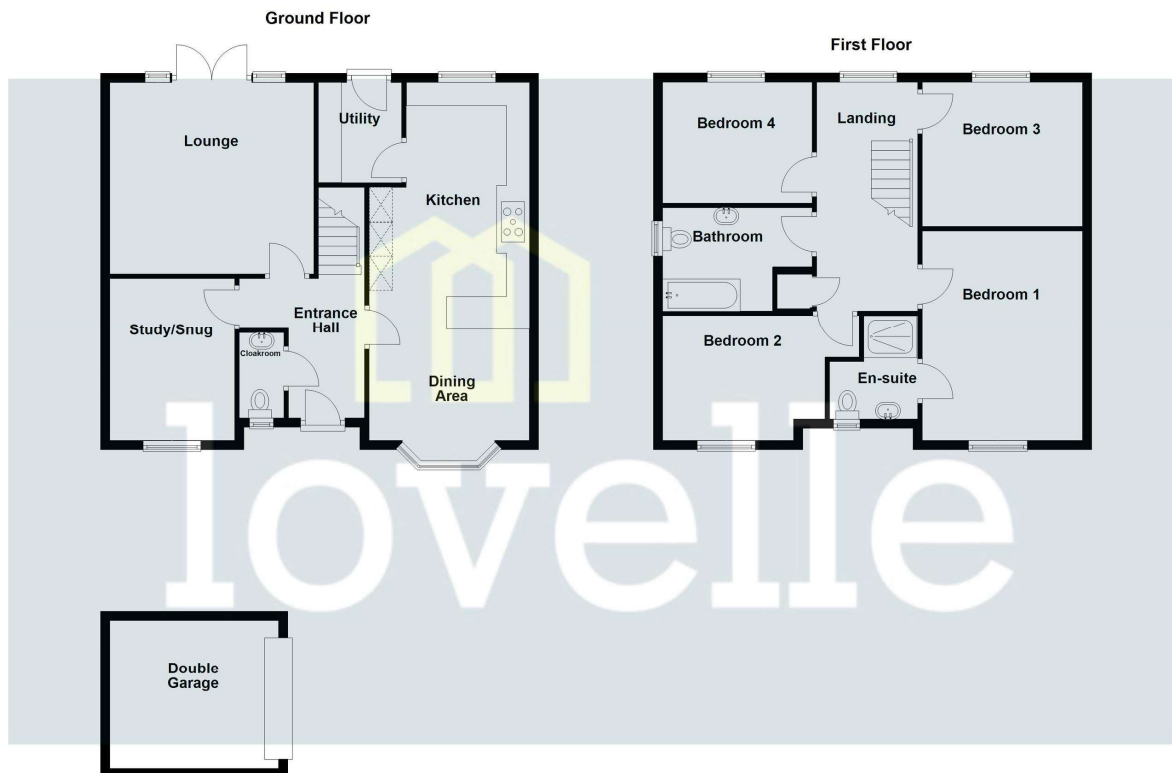 Ground Floor
Lounge
Utility
Kitchen
Study/Snug
Entrance
Hall
Cloakroom
Dining
Area
First Floor
Bedroom 4
Landing
Bedroom 3
Bathroom
Bedroom 1
Bedroom 2
En-suite
lovelle
Double
Garage